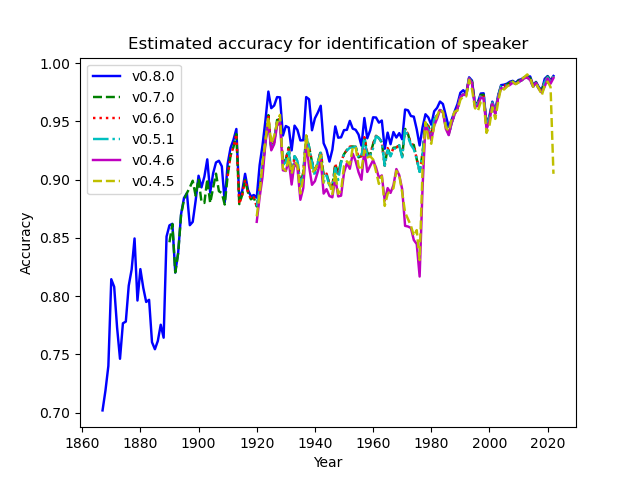 Estimated accuracy for identification of speaker
1.00
0.95
0.90
0.85
0.80
0.75
0.70
Accuracy
v0.8.0
v0.7.0
v0.6.0
v0.5.1
v0.4.6
v0.4.5
1860 1880 1900 1920 1940 1960 1980 2000 2020
Year